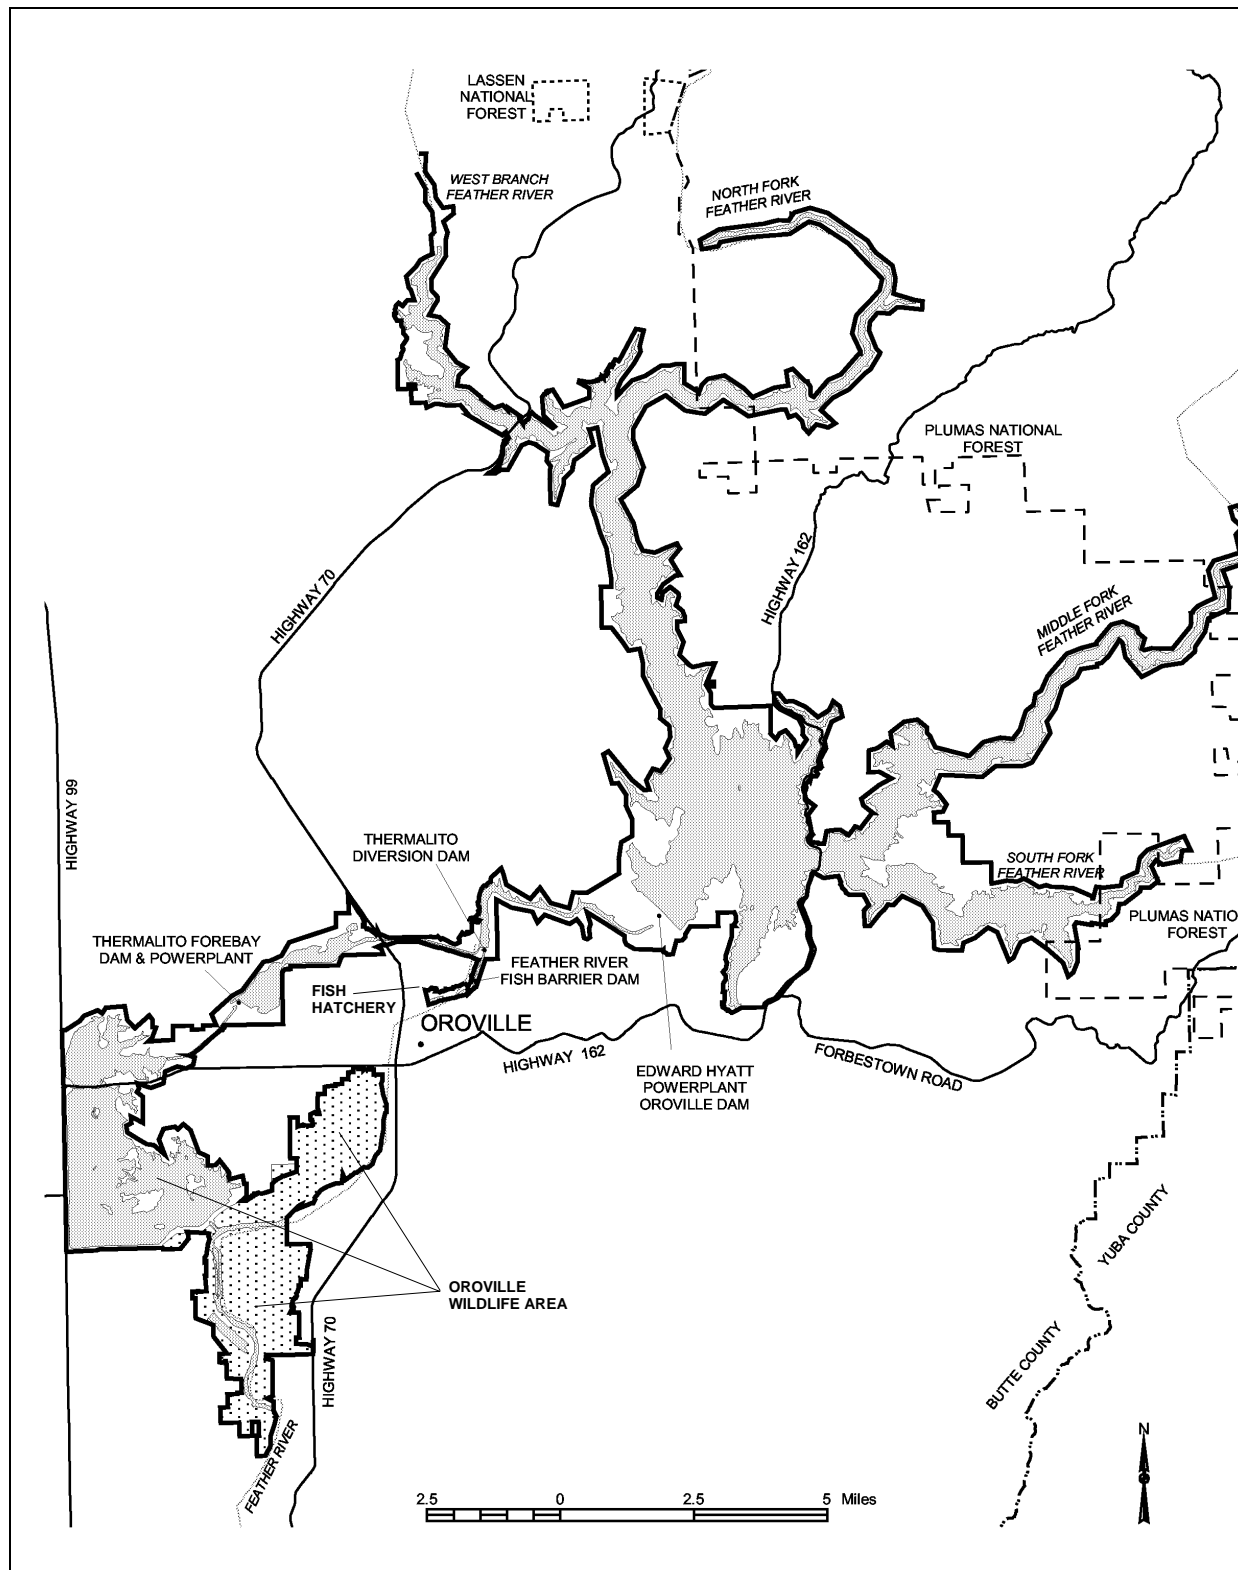 LASSEN
NATIONAL
FOREST
WEST BRANCH
FEATHER RIVER
NORTH FORK
FEATHER RIVER
PLUMAS NATIONAL
FOREST
HIGHWAY 70
HIGHWAY 162
MIDDLE FORK
FEATHER RIVER
HIGHWAY 99
THERMALITO
DIVERSION DAM
SOUTH FORK
FEATHER RIVER
PLUMAS NATIO
FOREST
THERMALITO FOREBAY
DAM & POWERPLANT
FEATHER RIVER
FISH BARRIER DAM
FISH
HATCHERY
OROVILLE
HIGHWAY 162
FORBESTOWN ROAD
EDWARD HYATT
POWERPLANT
OROVILLE DAM
YUBA COUNTY
OROVILLE
WILDLIFE AREA
HIGHWAY 70
BUTTE COUNTY
FEATHER RIVER
N
2.5 0 2.5 5 Miles